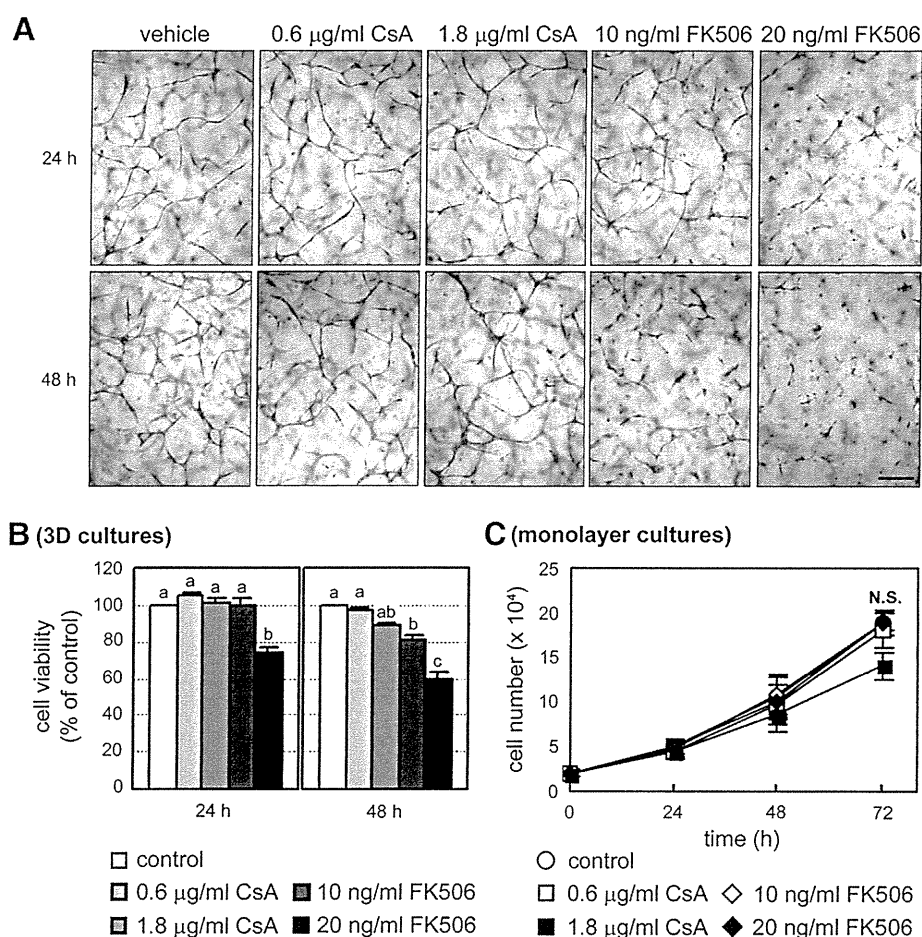 A
vehicle 0.6 µg/ml CsA 1.8 µg/ml CsA 10 ng/ml FK506 20 ng/ml FK506
24 h
48 h
B (3D cultures)
120
100
80
60
40
20
0
cell viability
(% of control)
a a a a b
a a ab b c
24 h 48 h
control
0.6 µg/ml CsA 10 ng/ml FK506
1.8 µg/ml CsA 20 ng/ml FK506
C (monolayer cultures)
25
20
15
10
5
0
cell number (x 10⁴)
N.S.
0 24 48 72
time (h)
control
0.6 µg/ml CsA 10 ng/ml FK506
1.8 µg/ml CsA 20 ng/ml FK506